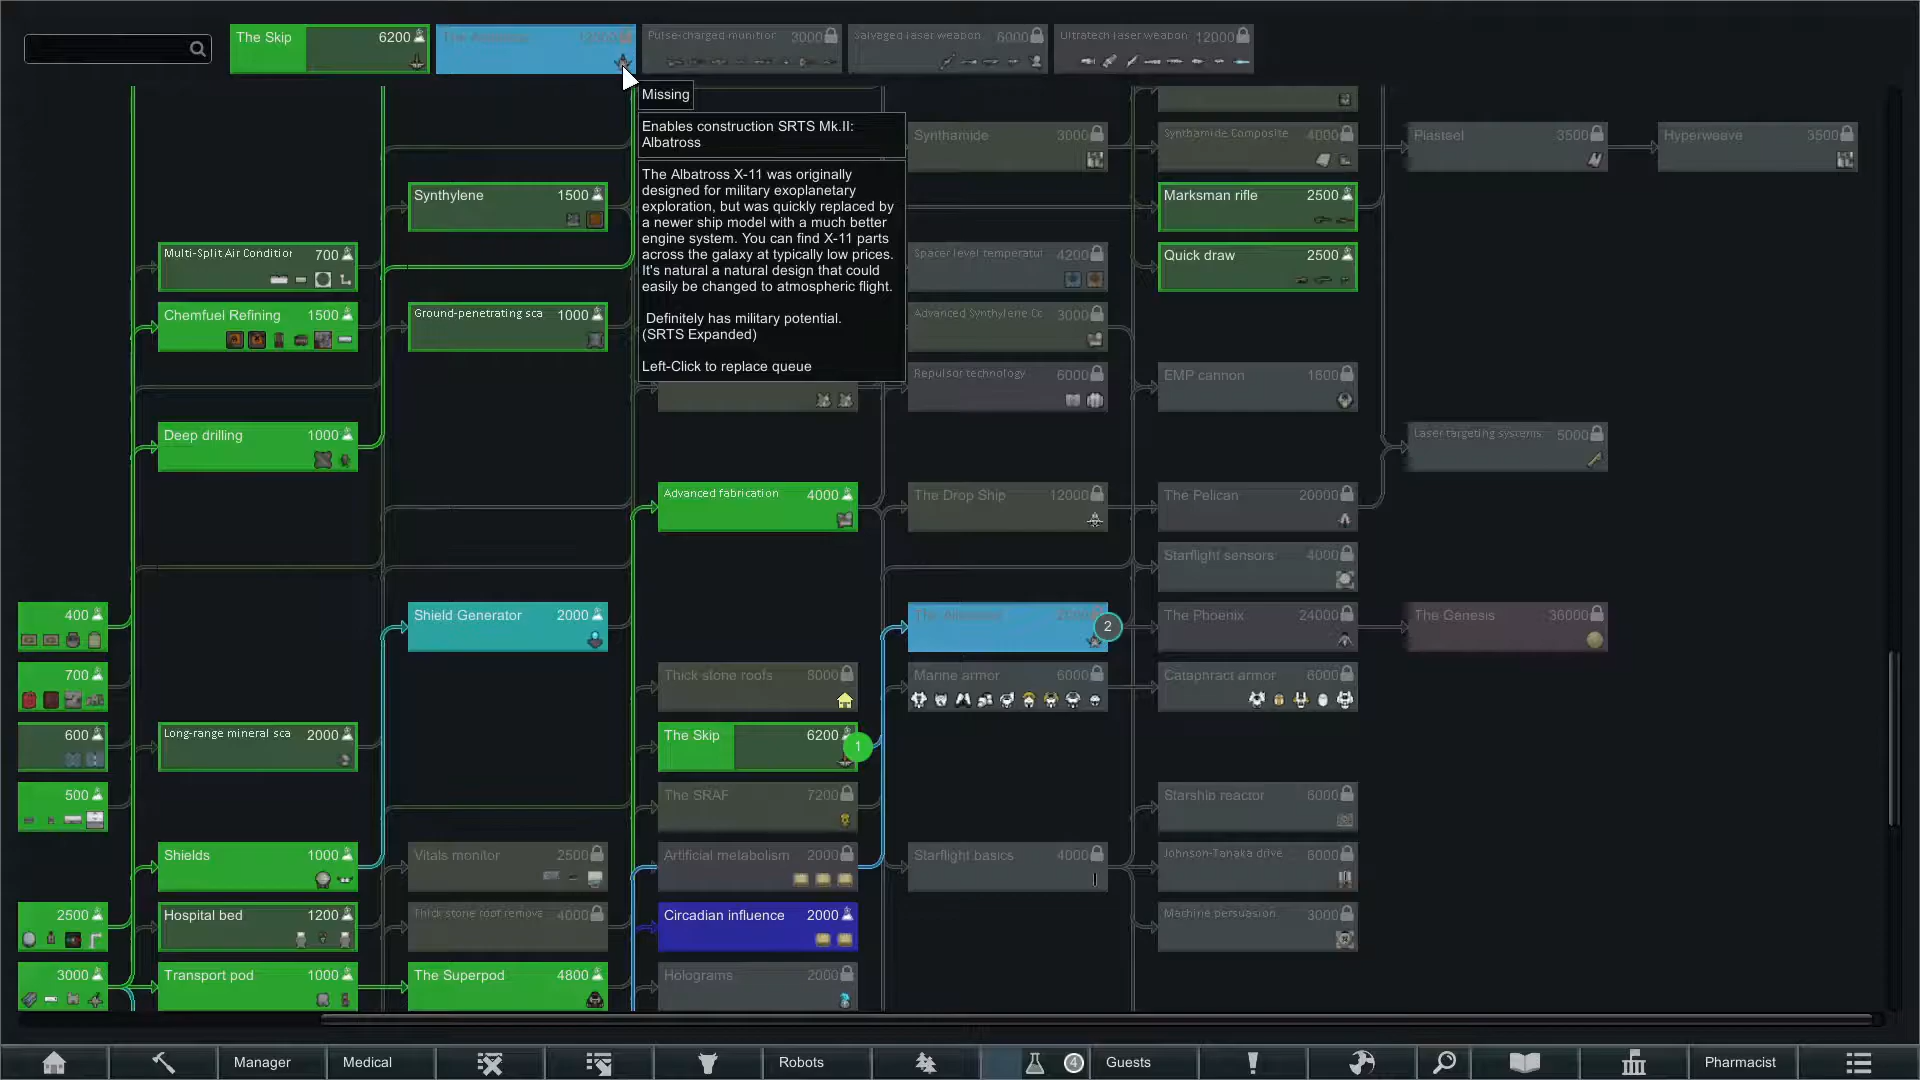 The Skip 6200
The Albatross 12000
Pulse-charged munition 3000
Salvaged laser weapon 6000
Ultratech laser weapon 12000
Missing
Enables construction SRTS Mk.II:
Albatross
The Albatross X-11 was originally
designed for military exoplanetary
exploration, but was quickly replaced by
a newer ship model with a much better
engine system. You can find X-11 parts
across the galaxy at typically low prices.
It's natural a natural design that could
easily be changed to atmospheric flight.
Definitely has military potential.
(SRTS Expanded)
Left-Click to replace queue
Synthamide 3000
Synthamide Composite 4000
Plasteel 3500
Hyperweave 3500
Synthylene 1500
Marksman rifle 2500
Multi-Split Air Condition 700
Spacer level temperatur 4200
Quick draw 2500
Chemfuel Refining 1500
Ground-penetrating sca 1000
Advanced Synthylene Co 3000
Repulsor technology 6000
EMP cannon 1600
Deep drilling 1000
Laser targeting systems 5000
Advanced fabrication 4000
The Drop Ship 12000
The Pelican 20000
Starflight sensors 4000
400
Shield Generator 2000
The Albatross
2
The Phoenix 24000
The Genesis 36000
700
Thick stone roofs 8000
Marine armor 6000
Cataphract armor 6000
600
Long-range mineral sca 2000
The Skip 6200
1
500
The SRAF 7200
Starship reactor 6000
Shields 1000
Vitals monitor 2500
Artificial metabolism 2000
Starflight basics 4000
Johnson-Tanaka drive 6000
2500
Hospital bed 1200
Thick stone roof remova 4000
Circadian influence 2000
Machine persuasion 3000
3000
Transport pod 1000
The Superpod 4800
Holograms 2000
Manager
Medical
Robots
4
Guests
Pharmacist